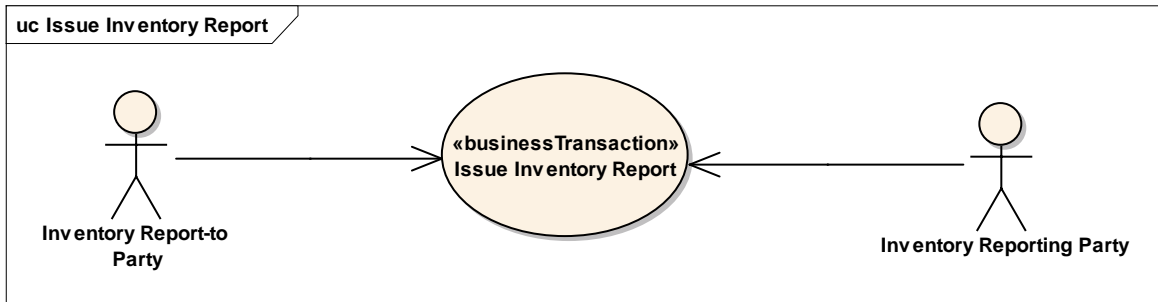 uc Issue Inventory Report
«businessTransaction»
Issue Inventory Report
Inventory Report-to
Party
Inventory Reporting Party